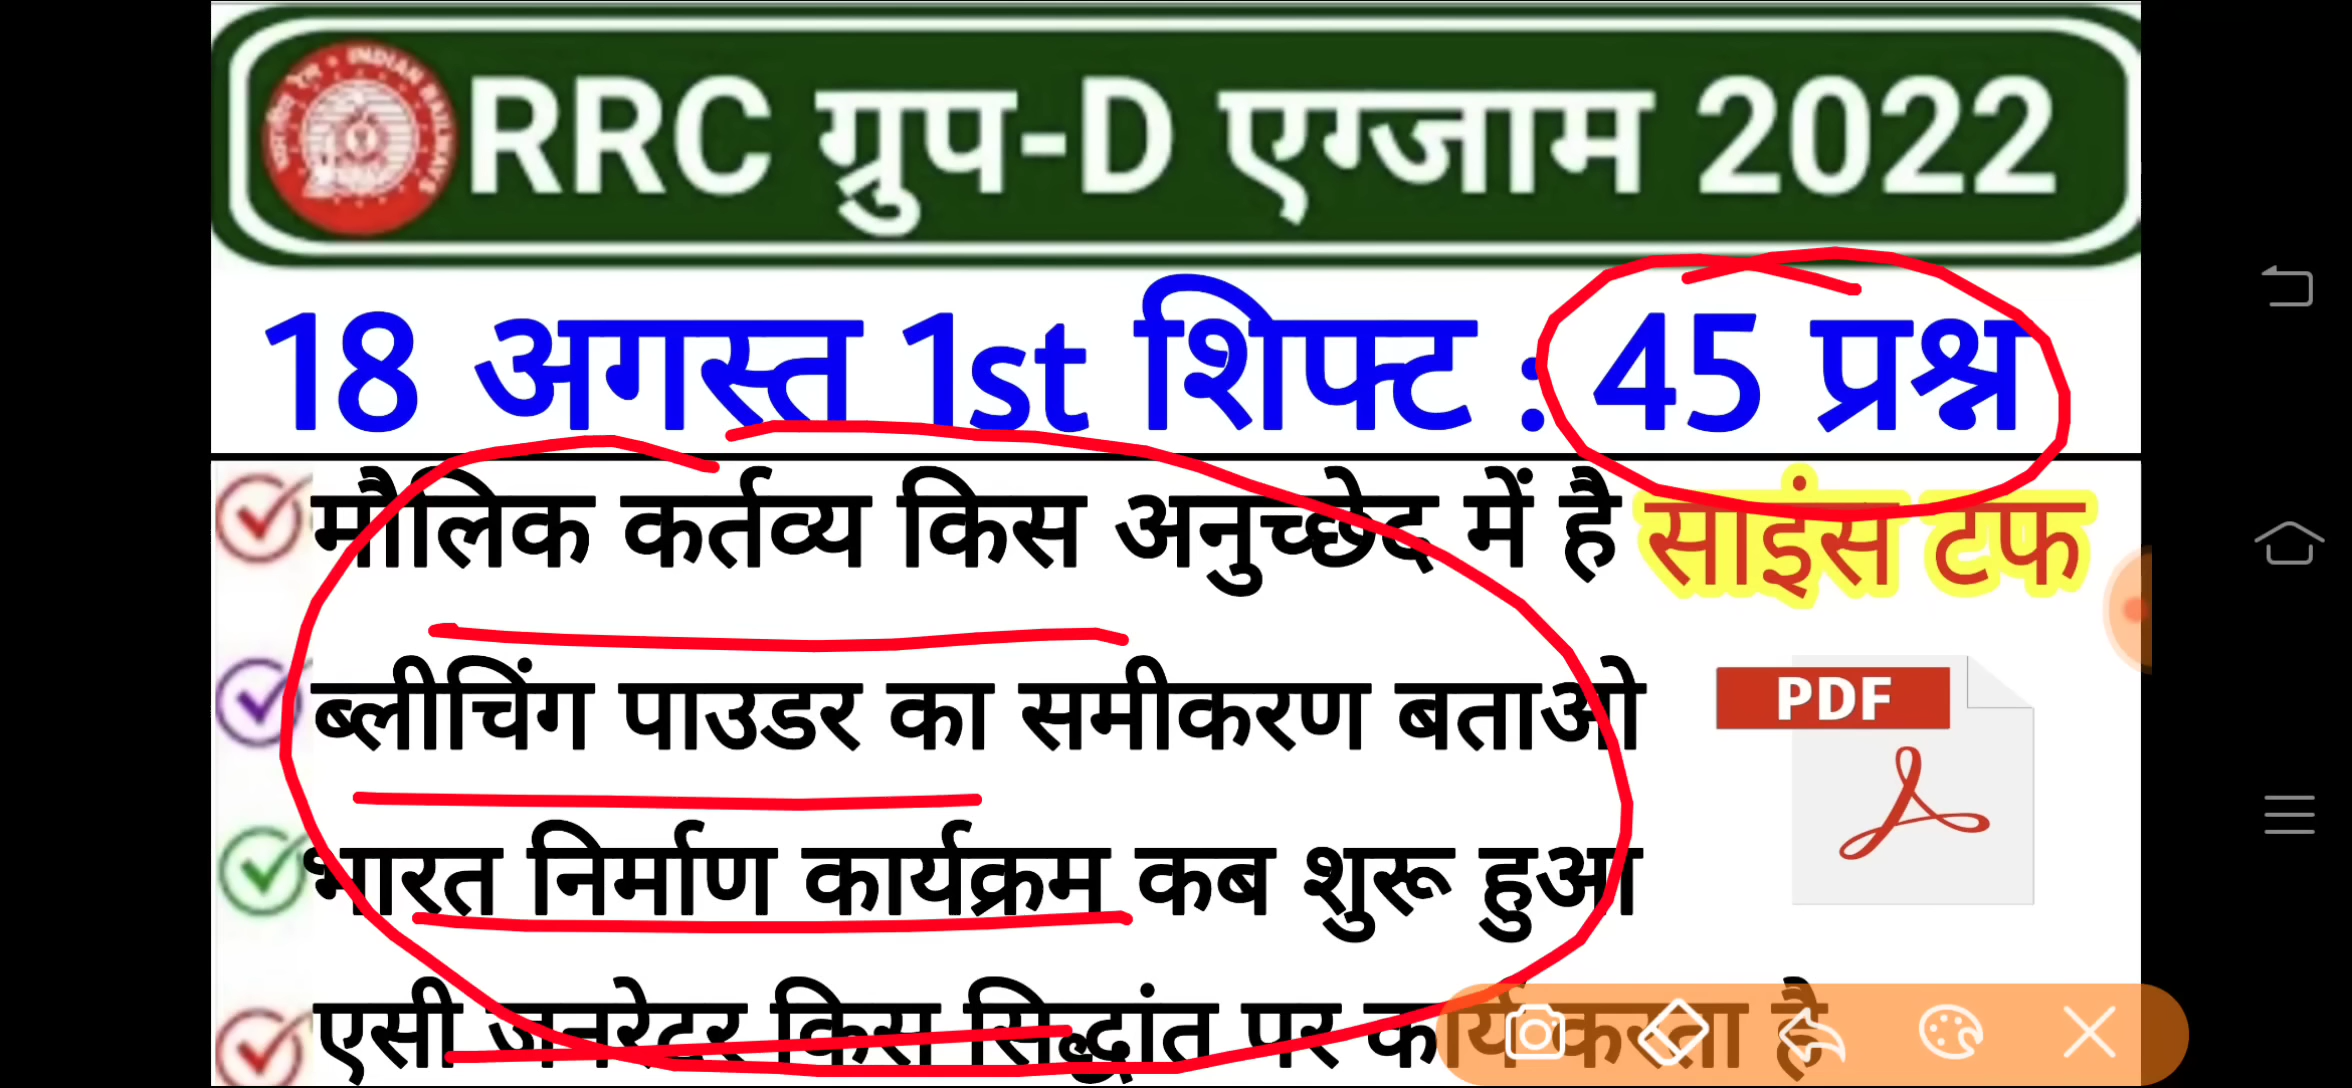 RRC ग्रुप-D एग्जाम 2022
18 अगस्त 1st शिफ्ट : 45 प्रश्न
मौलिक कर्तव्य किस अनुच्छेद में है साइंस टफ
ब्लीचिंग पाउडर का समीकरण बताओ
PDF
भारत निर्माण कार्यक्रम कब शुरू हुआ
एसी जनरेटर किस सिद्धांत पर कार्य करता है